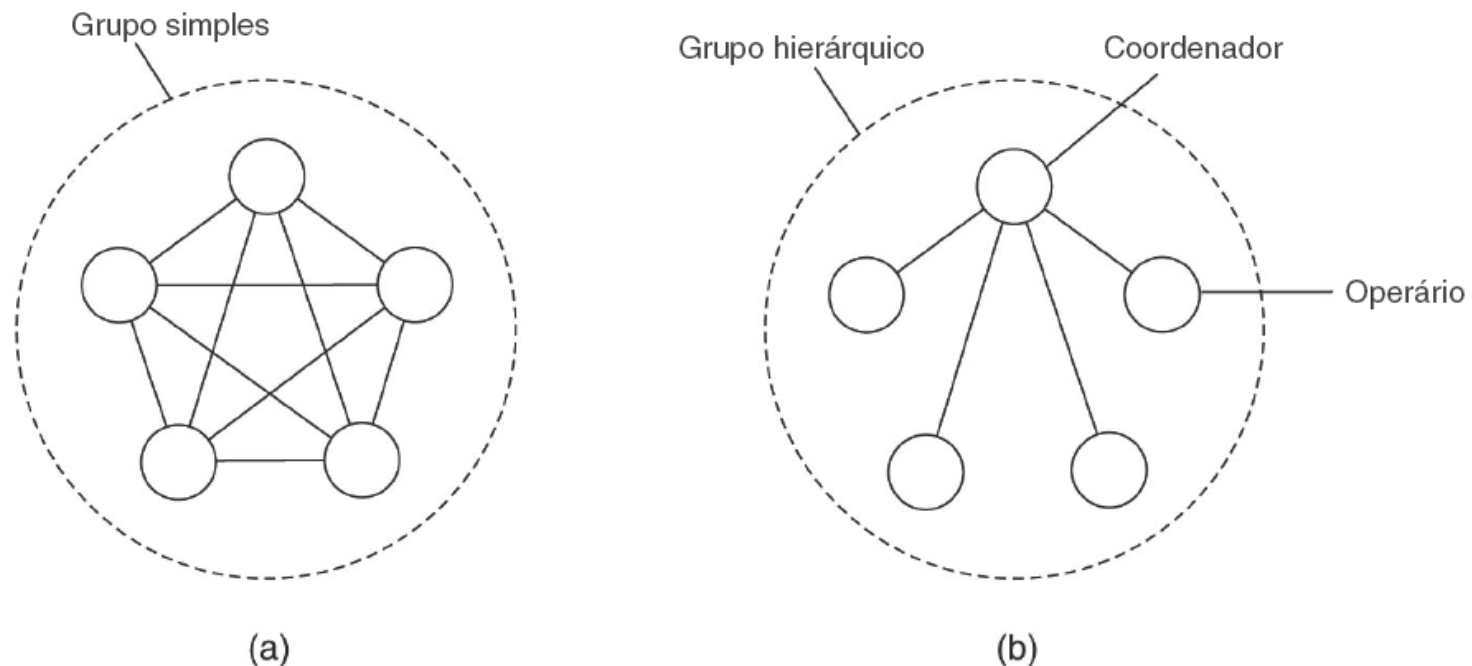 Grupo simples
Grupo hierárquico
Coordenador
Operário
(a)
(b)